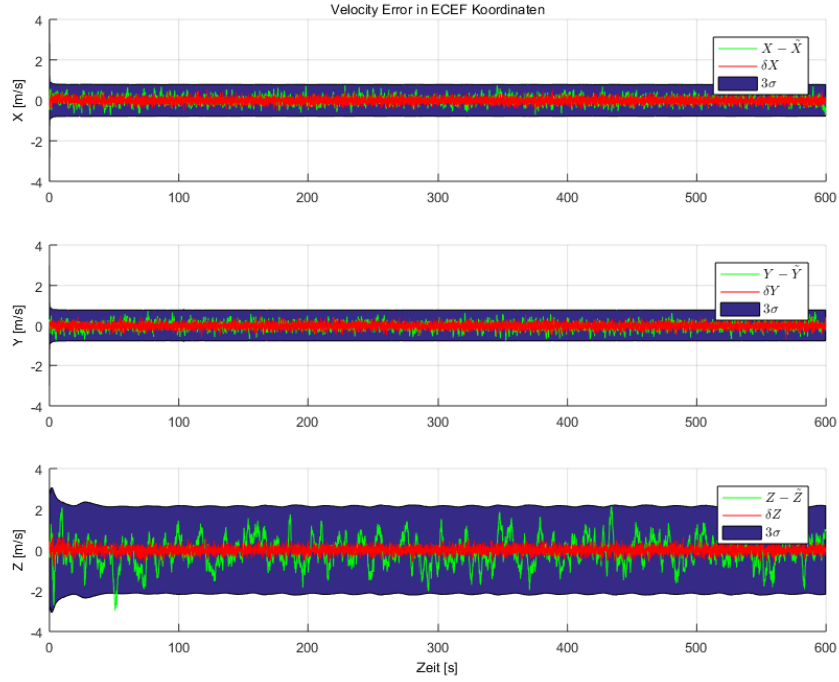 Velocity Error in ECEF Koordinaten
4
2
0
-2
-4
X [m/s]
X − X̃
δX
3σ
0 100 200 300 400 500 600
4
2
0
-2
-4
Y [m/s]
Y − Ỹ
δY
3σ
0 100 200 300 400 500 600
4
2
0
-2
-4
Z [m/s]
Z − Z̃
δZ
3σ
0 100 200 300 400 500 600
Zeit [s]